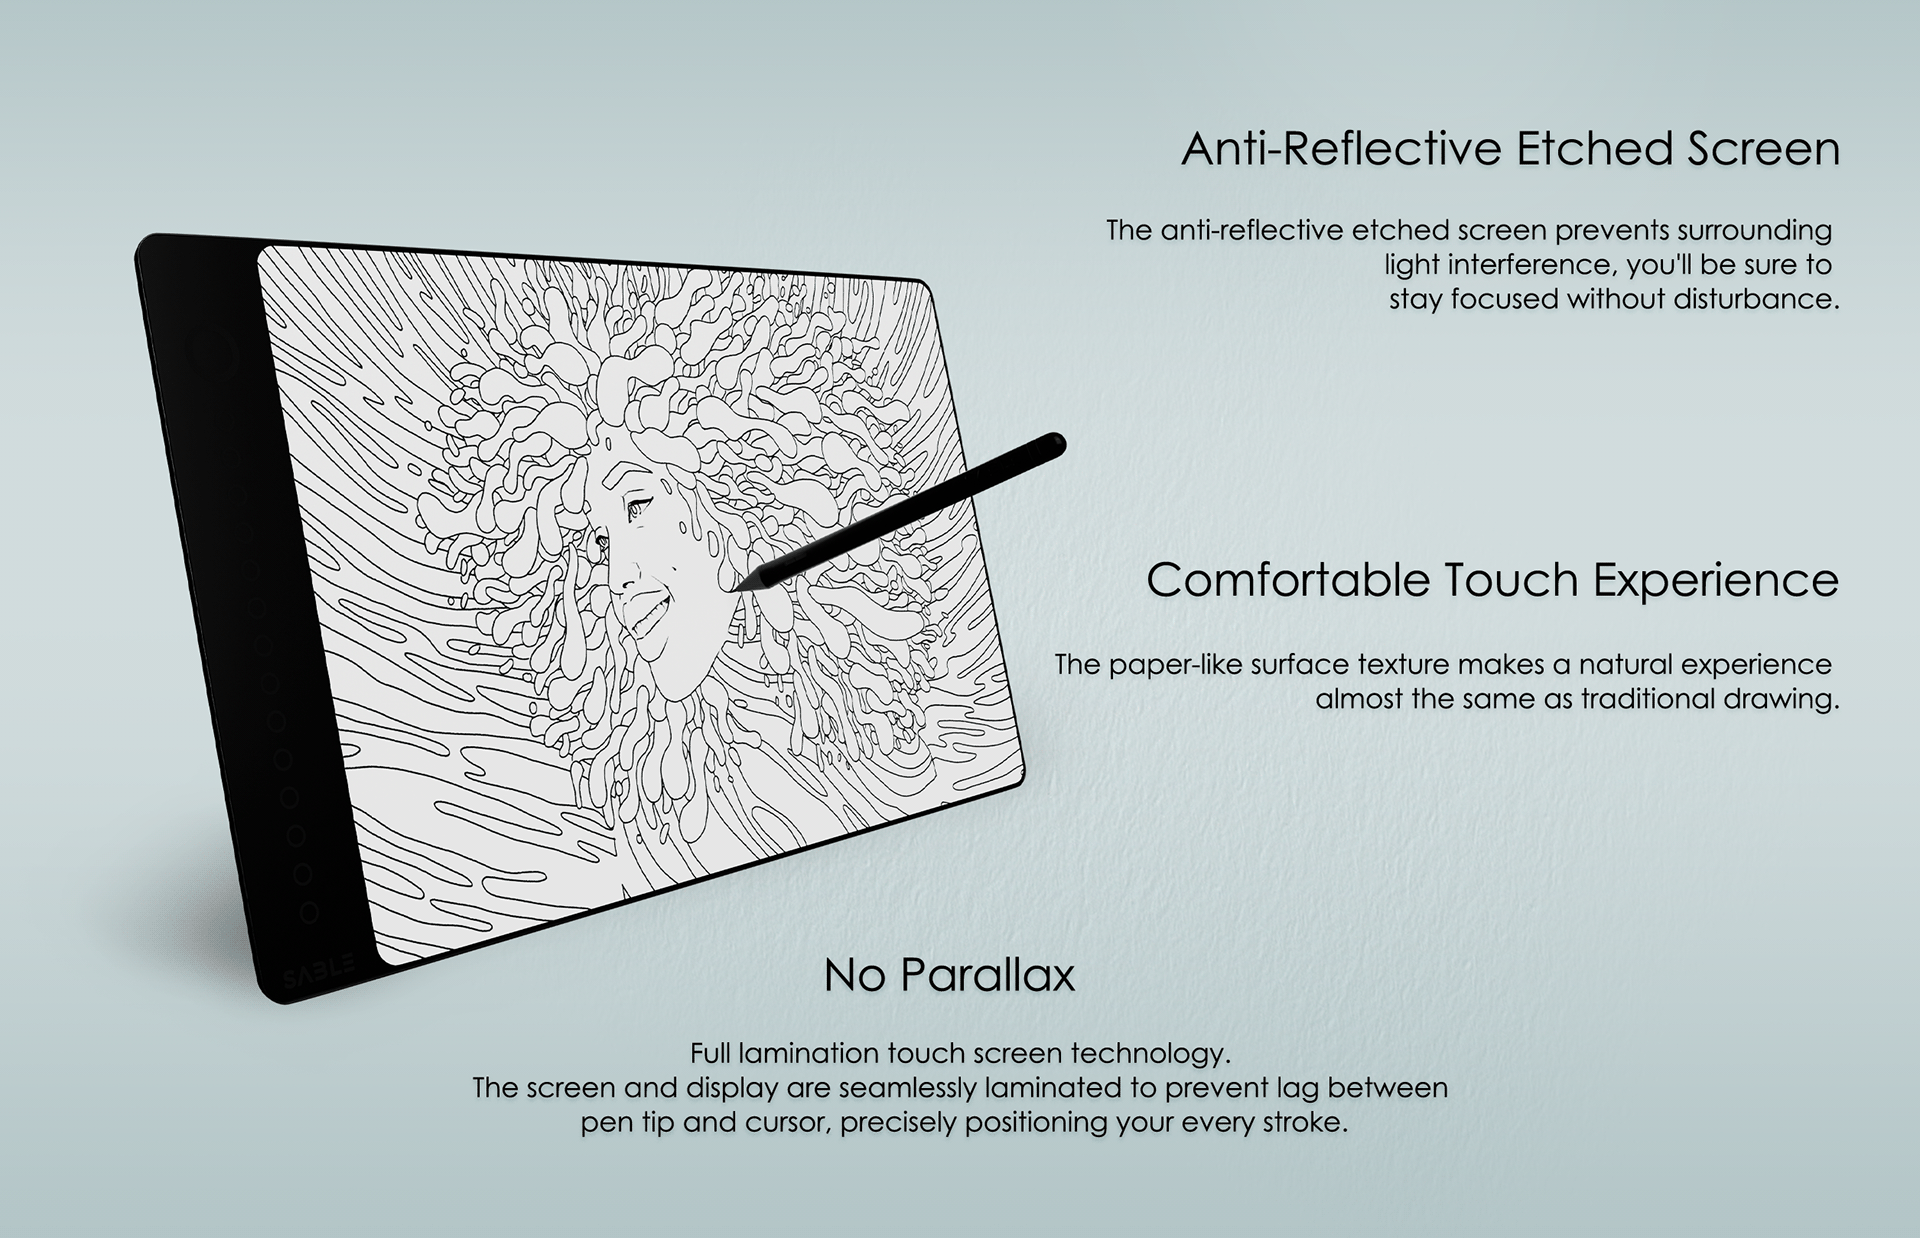 Anti-Reflective Etched Screen
The anti-reflective etched screen prevents surrounding
light interference, you'll be sure to
stay focused without disturbance.
Comfortable Touch Experience
The paper-like surface texture makes a natural experience
almost the same as traditional drawing.
SABLE
No Parallax
Full lamination touch screen technology.
The screen and display are seamlessly laminated to prevent lag between
pen tip and cursor, precisely positioning your every stroke.